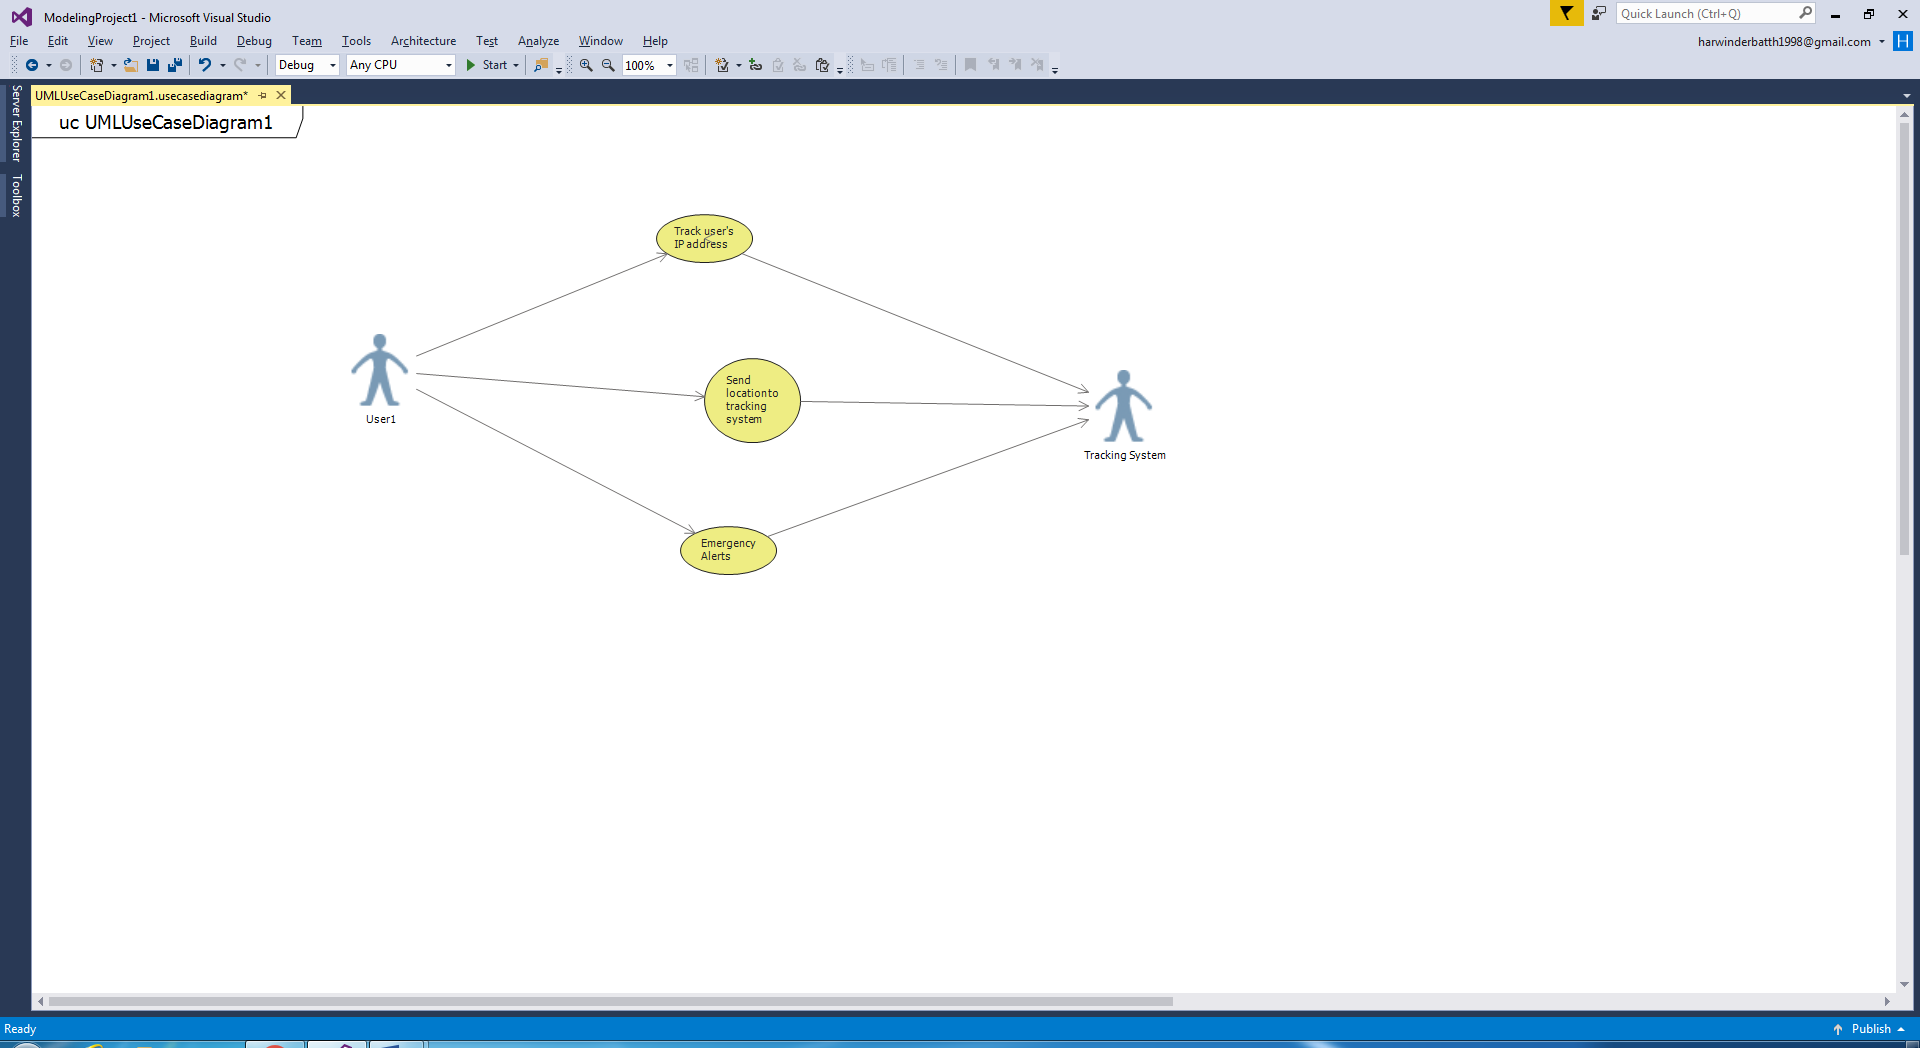 ModelingProject1 - Microsoft Visual Studio
Quick Launch (Ctrl+Q)
File Edit View Project Build Debug Team Tools Architecture Test Analyze Window Help
harwinderbatth1998@gmail.com H
Debug Any CPU Start 100%
UMLUseCaseDiagram1.usecasediagram*
Server Explorer
Toolbox
uc UMLUseCaseDiagram1
Track user's
IP address
Send
location to
tracking
system
User1
Tracking System
Emergency
Alerts
Ready
Publish